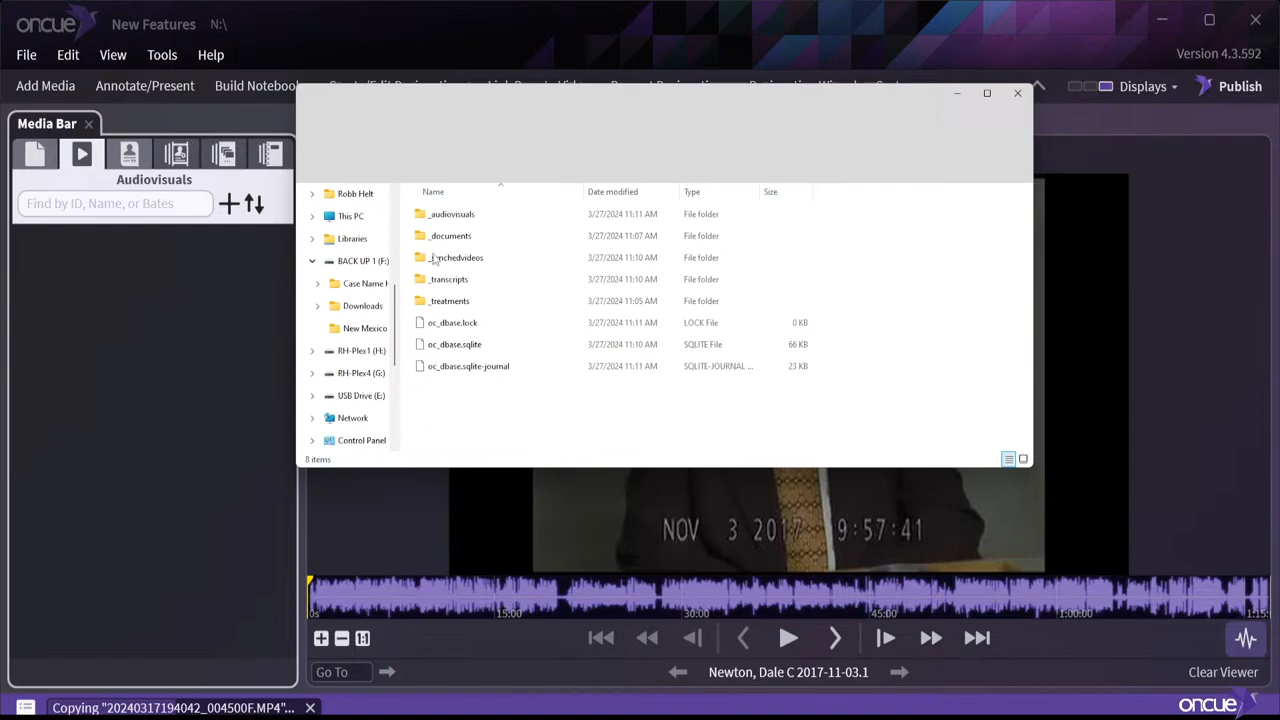 oncue New Features N:\
File Edit View Tools Help
Version 4.3.592
Add Media Annotate/Present Build Notebook
Displays Publish
Media Bar
Audiovisuals
Find by ID, Name, or Bates
Name Date modified Type Size
Robb Helt
This PC
Libraries
BACK UP 1 (F:)
Case Name
Downloads
New Mexico
RH-Plex1 (H:)
RH-Plex4 (G:)
USB Drive (E:)
Network
Control Panel
_audiovisuals 3/27/2024 11:11 AM File folder
_documents 3/27/2024 11:07 AM File folder
3/27/2024 11:10 AM File folder
_transcripts 3/27/2024 11:10 AM File folder
_treatments 3/27/2024 11:05 AM File folder
oc_dbase.lock 3/27/2024 11:11 AM LOCK File 0 KB
oc_dbase.sqlite 3/27/2024 11:10 AM SQLITE File 66 KB
oc_dbase.sqlite-journal 3/27/2024 11:11 AM SQLITE-JOURNAL ... 23 KB
8 items
NOV 3 2017 9:57:41
0s 15:00 30:00 45:00 1:00:00 1:15:
1:1
Go To
Newton, Dale C 2017-11-03.1
Clear Viewer
Copying "20240317194042_004500F.MP4"...
oncue